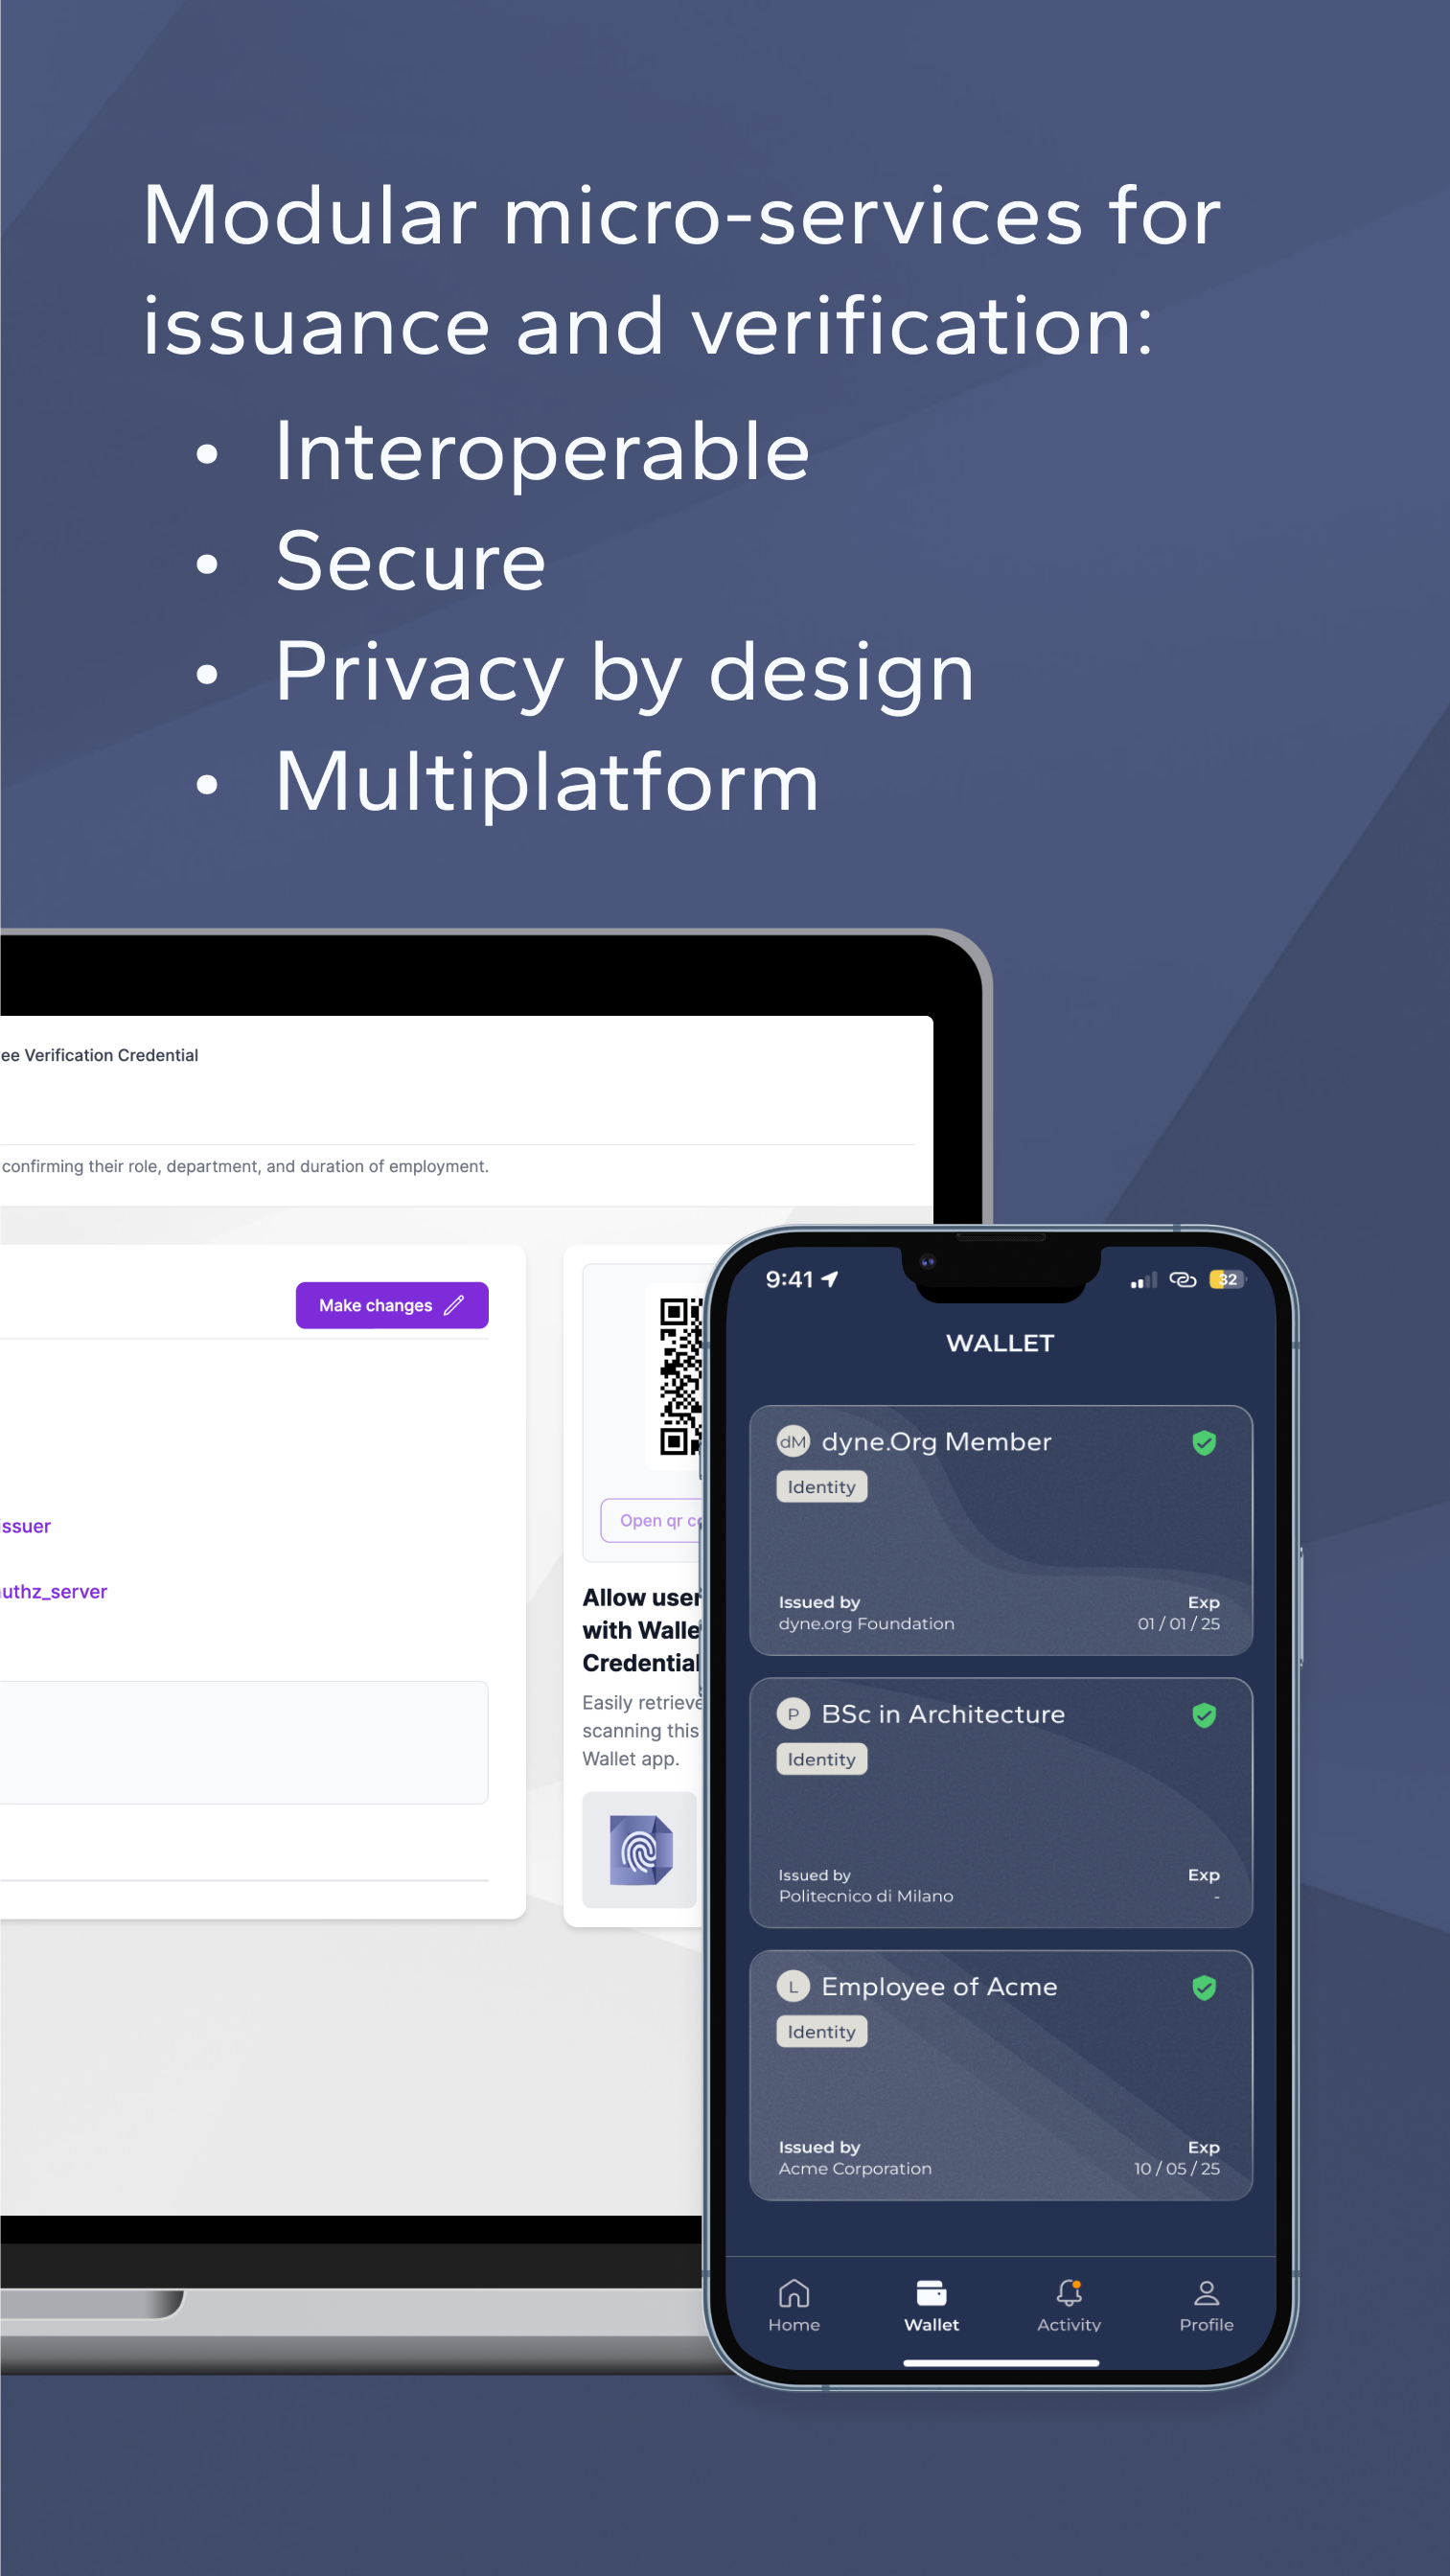 Modular micro-services for
issuance and verification:
• Interoperable
• Secure
• Privacy by design
• Multiplatform
ee Verification Credential
confirming their role, department, and duration of employment.
Make changes
issuer
uthz_server
Open qr c
Allow user
with Walle
Credential
Easily retrieve
scanning this
Wallet app.
9:41
32
WALLET
dM dyne.Org Member
Identity
Issued by Exp
dyne.org Foundation 01 / 01 / 25
P BSc in Architecture
Identity
Issued by Exp
Politecnico di Milano -
L Employee of Acme
Identity
Issued by Exp
Acme Corporation 10 / 05 / 25
Home Wallet Activity Profile